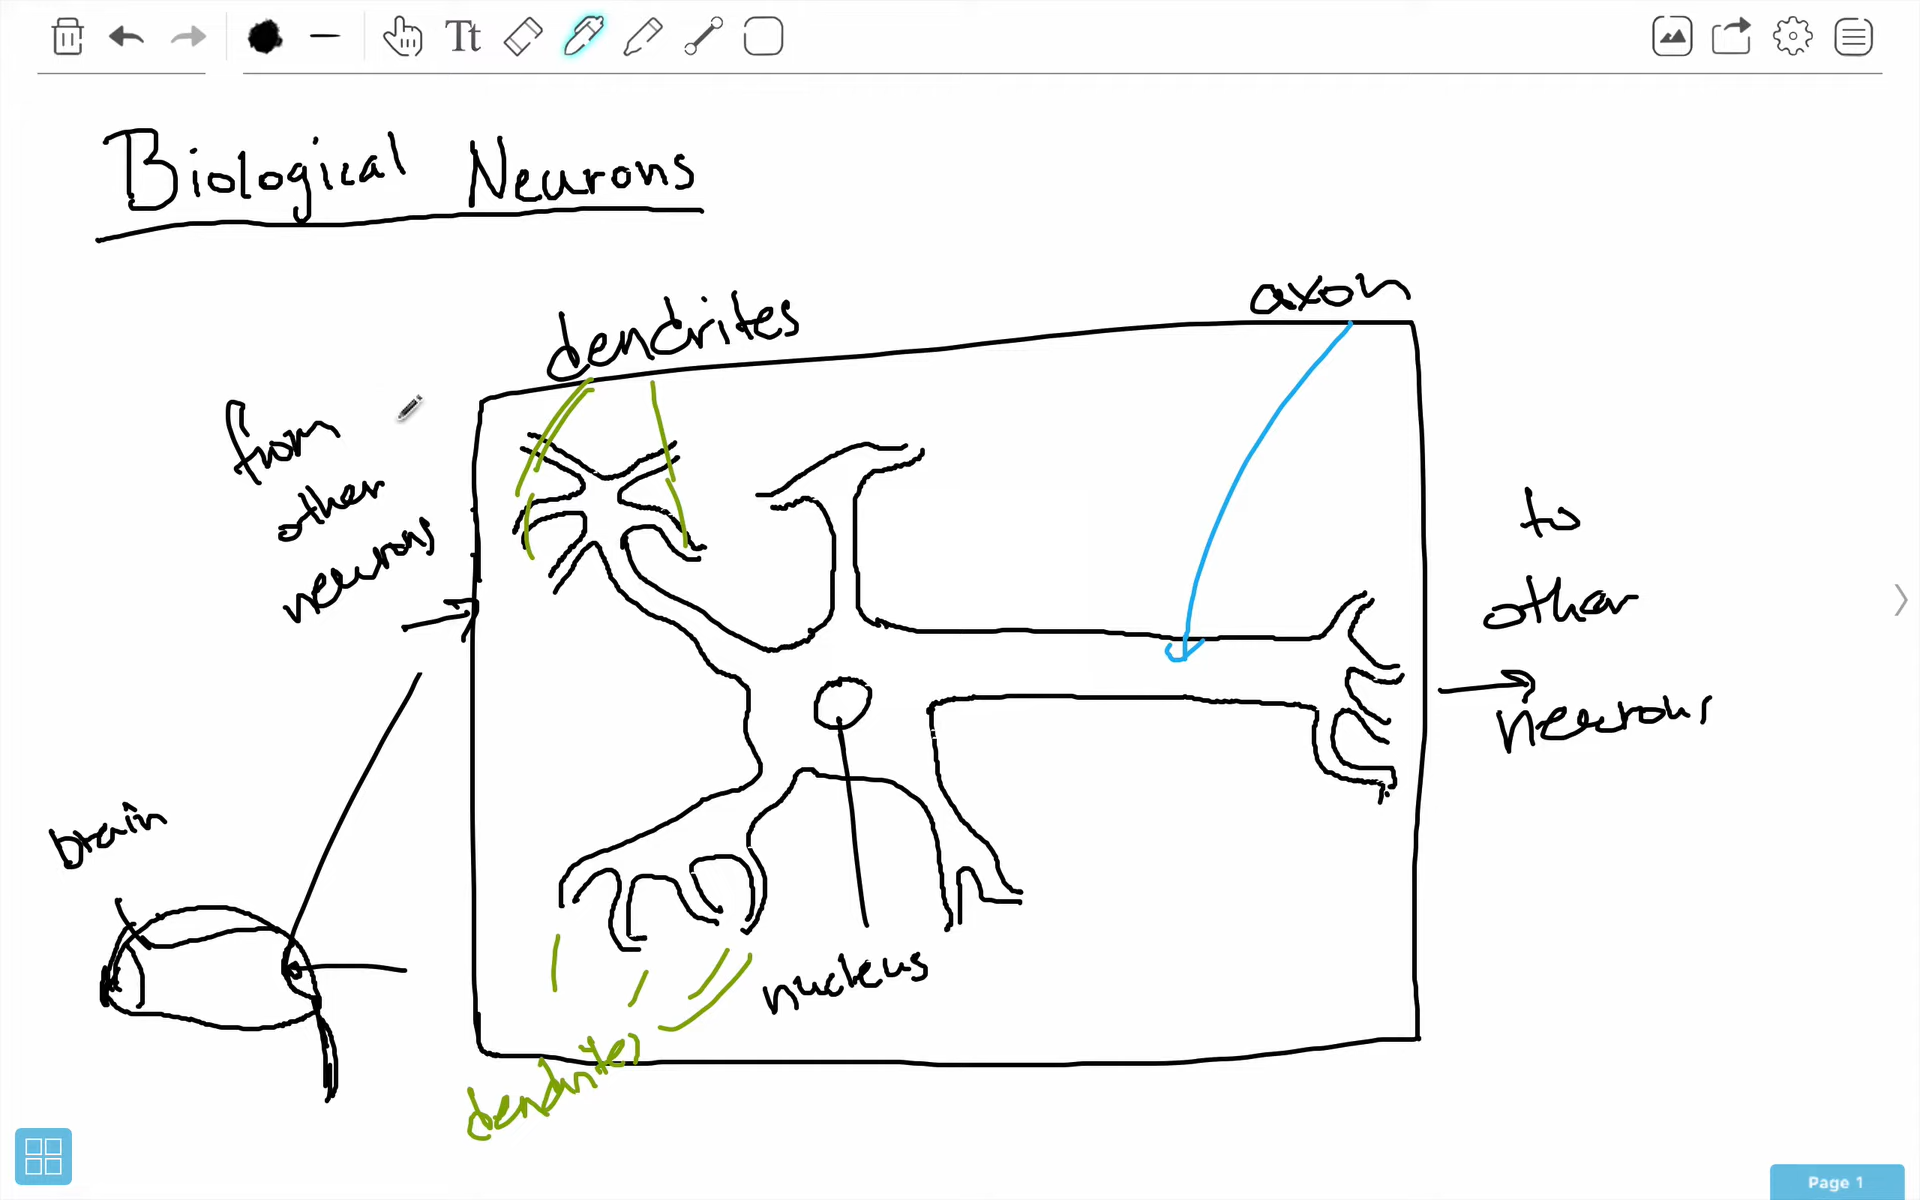 Tt
Biological Neurons
axon
dendrites
from
other
neurons
to
other
neurons
brain
nucleus
dendrites
Page 1